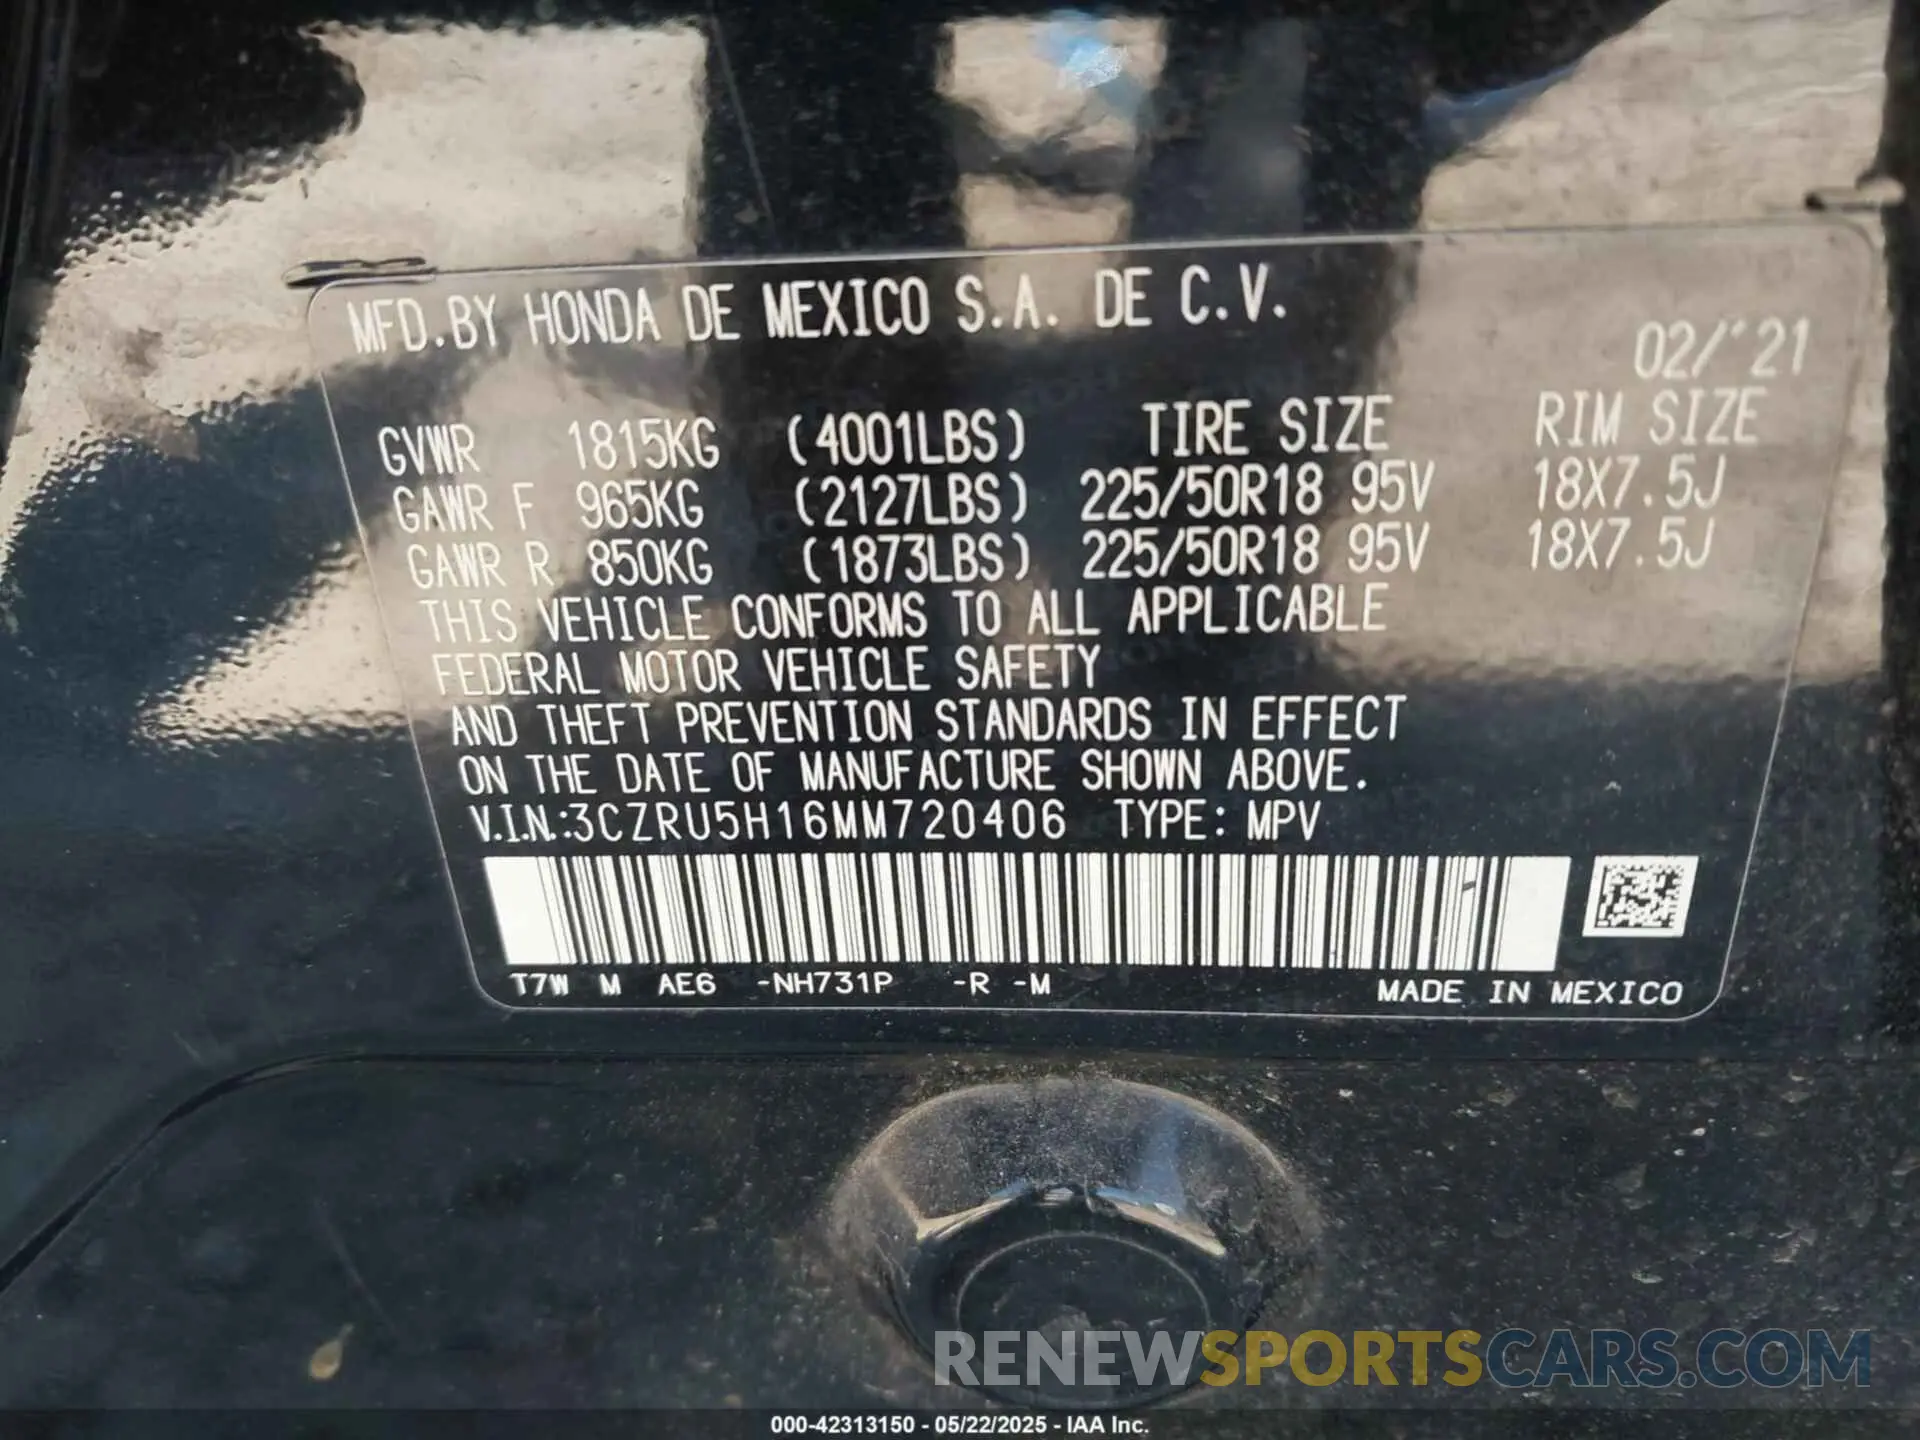 MFD.BY HONDA DE MEXICO S.A. DE C.V.
02/'21
GVWR 1815KG (4001LBS) TIRE SIZE RIM SIZE
GAWR F 965KG (2127LBS) 225/50R18 95V 18X7.5J
GAWR R 850KG (1873LBS) 225/50R18 95V 18X7.5J
THIS VEHICLE CONFORMS TO ALL APPLICABLE
FEDERAL MOTOR VEHICLE SAFETY
AND THEFT PREVENTION STANDARDS IN EFFECT
ON THE DATE OF MANUFACTURE SHOWN ABOVE.
V.I.N.:3CZRU5H16MM720406 TYPE: MPV
T7W M AE6 -NH731P -R -M MADE IN MEXICO
RENEWSPORTSCARS.COM
000-42313150 - 05/22/2025 - IAA Inc.